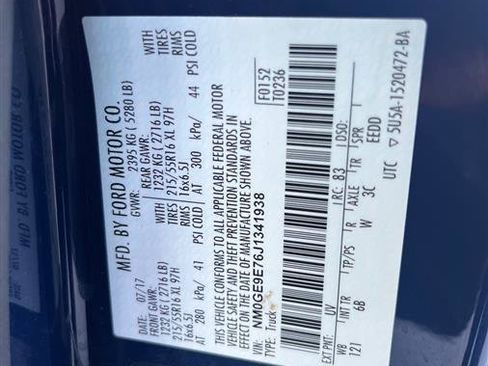 MFD. BY FORD MOTOR CO.
DATE: 07/17 GVWR: 2395 KG ( 5280 LB)
FRONT GAWR: REAR GAWR:
1232 KG ( 2716 LB) WITH 1232 KG ( 2716 LB) WITH
215/55R16 XL 97H TIRES 215/55R16 XL 97H TIRES
16x6.5J RIMS 16x6.5J RIMS
AT 280 kPa/ 41 PSI COLD AT 300 kPa/ 44 PSI COLD
THIS VEHICLE CONFORMS TO ALL APPLICABLE FEDERAL MOTOR
VEHICLE SAFETY AND THEFT PREVENTION STANDARDS IN
EFFECT ON THE DATE OF MANUFACTURE SHOWN ABOVE.
VIN: NM0GE9E76J1341938
TYPE: Truck
F0152
T0236
EXT PNT: UV RC: B3 DSO:
WB INT TR TP/PS R AXLE TR SPR
121 6B W 3C EEDD
UTC ▽ 5U5A-1520472-BA